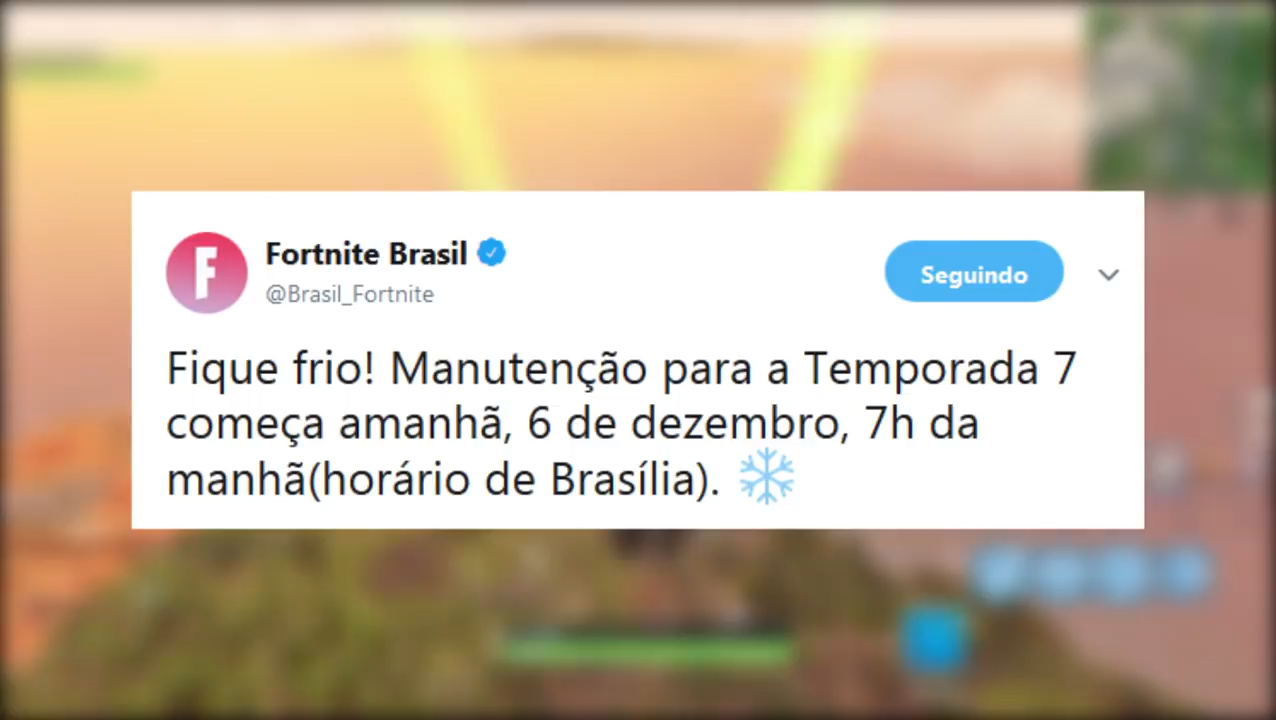 Fortnite Brasil
@Brasil_Fortnite
Seguindo
Fique frio! Manutenção para a Temporada 7
começa amanhã, 6 de dezembro, 7h da
manhã(horário de Brasília).